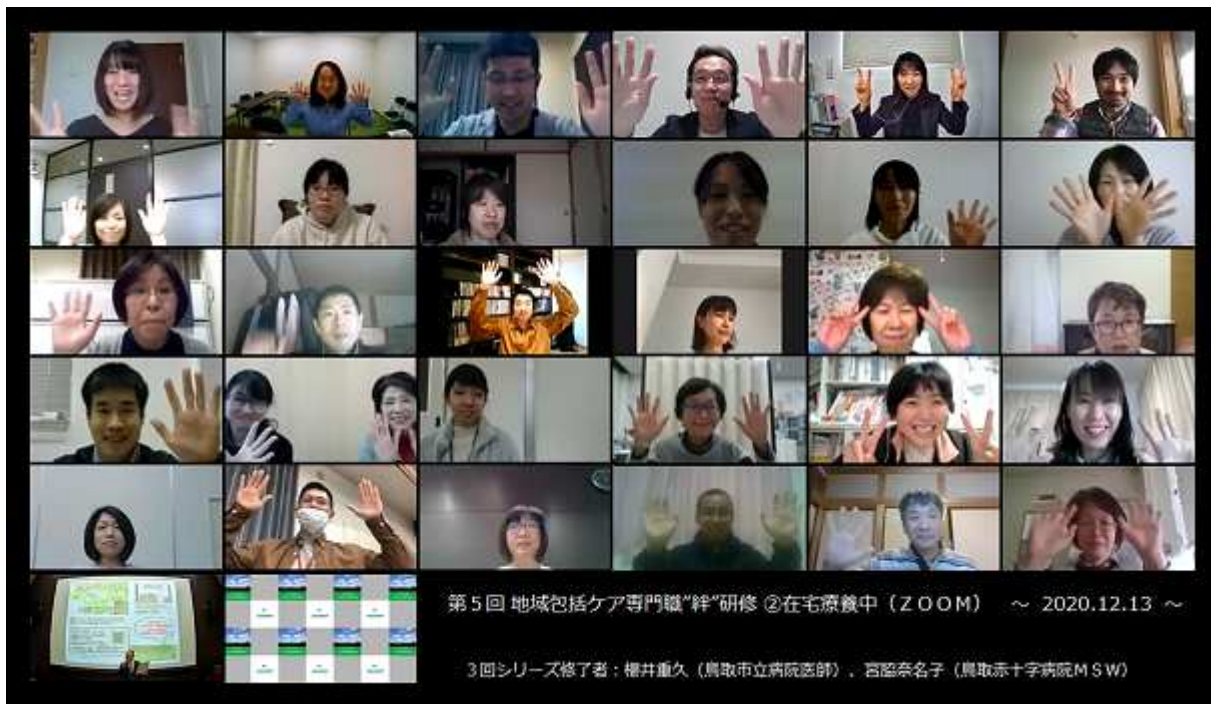 第５回 地域包括ケア専門職“絆”研修 ②在宅療養中（ＺＯＯＭ）　～ 2020.12.13 ～
３回シリーズ修了者：櫻井重久（鳥取市立病院医師）、宮脇奈名子（鳥取赤十字病院ＭＳＷ）